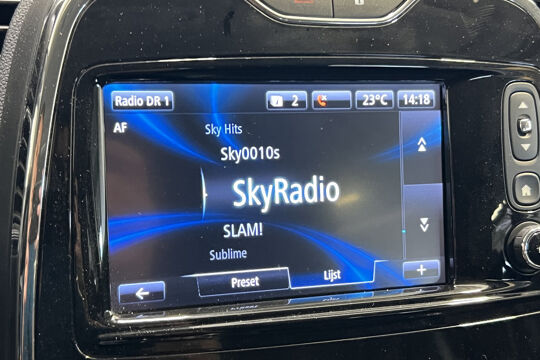 Radio DR 1
2
23°C
14:18
AF
Sky Hits
Sky0010s
SkyRadio
SLAM!
Sublime
Preset
Lijst